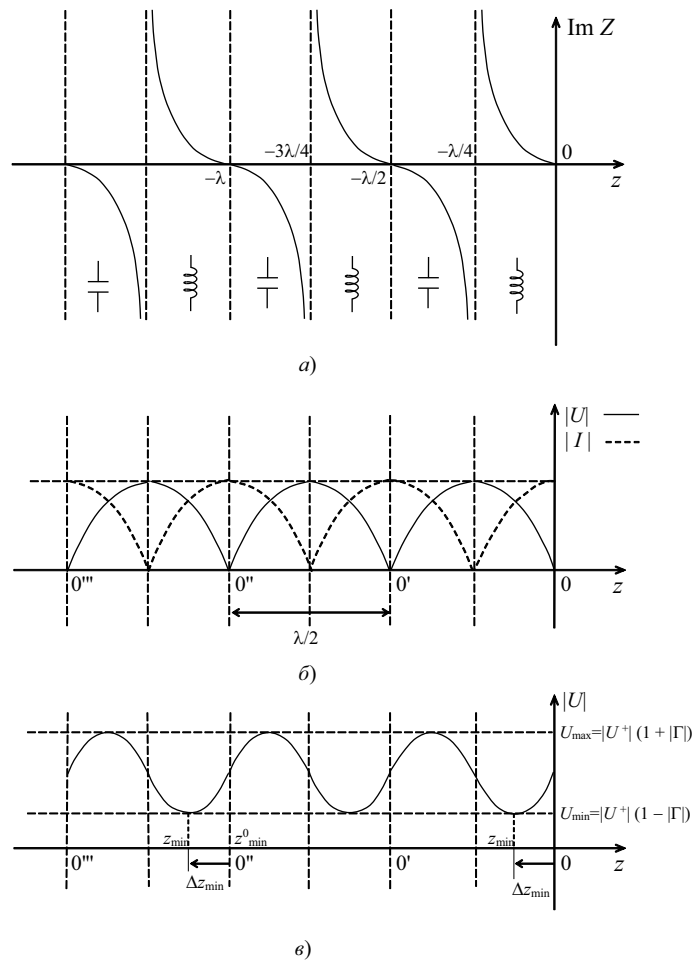 Im Z
−3λ/4 −λ/4 0
−λ −λ/2 z
а)
|U|
|I|
0''' 0'' 0' 0
z
λ/2
б)
|U|
Umax=|U⁺| (1 + |Γ|)
Umin=|U⁺| (1 − |Γ|)
zmin z⁰min zmin
0''' 0'' 0' 0 z
Δzmin Δzmin
в)